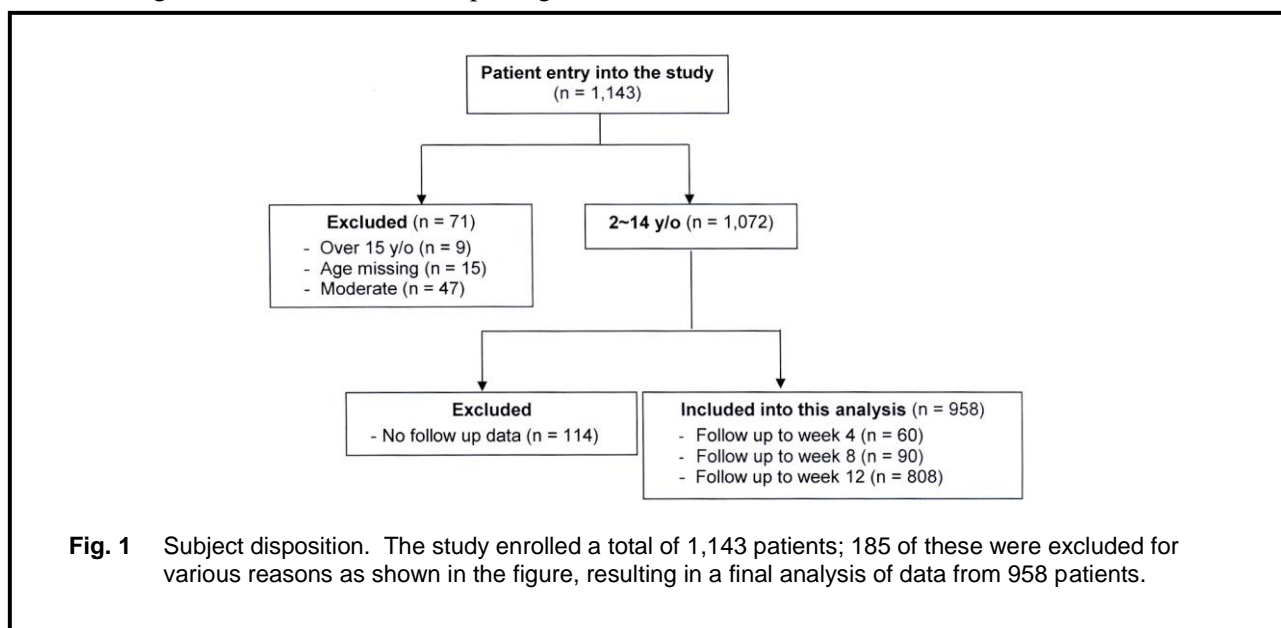 Patient entry into the study
(n = 1,143)
Excluded (n = 71)
- Over 15 y/o (n = 9)
- Age missing (n = 15)
- Moderate (n = 47)
2~14 y/o (n = 1,072)
Excluded
- No follow up data (n = 114)
Included into this analysis (n = 958)
- Follow up to week 4 (n = 60)
- Follow up to week 8 (n = 90)
- Follow up to week 12 (n = 808)
Fig. 1 Subject disposition. The study enrolled a total of 1,143 patients; 185 of these were excluded for
various reasons as shown in the figure, resulting in a final analysis of data from 958 patients.